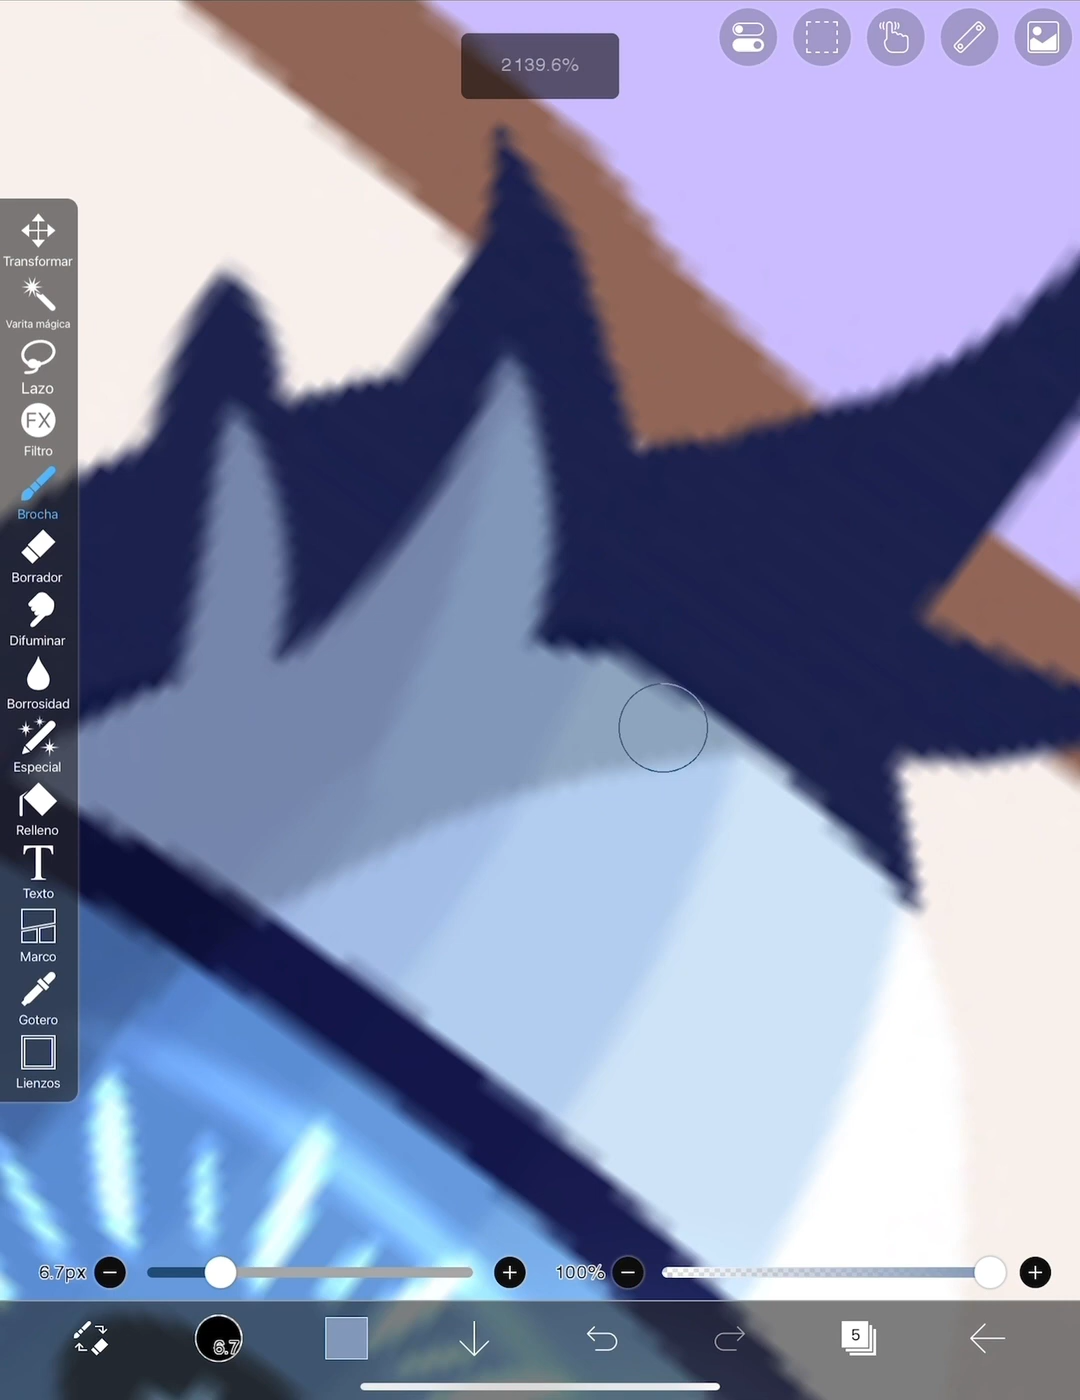 2139.6%
Transformar
Varita mágica
Lazo
FX
Filtro
Brocha
Borrador
Difuminar
Borrosidad
Especial
Relleno
T
Texto
Marco
Gotero
Lienzos
6.7px
100%
6.7
5